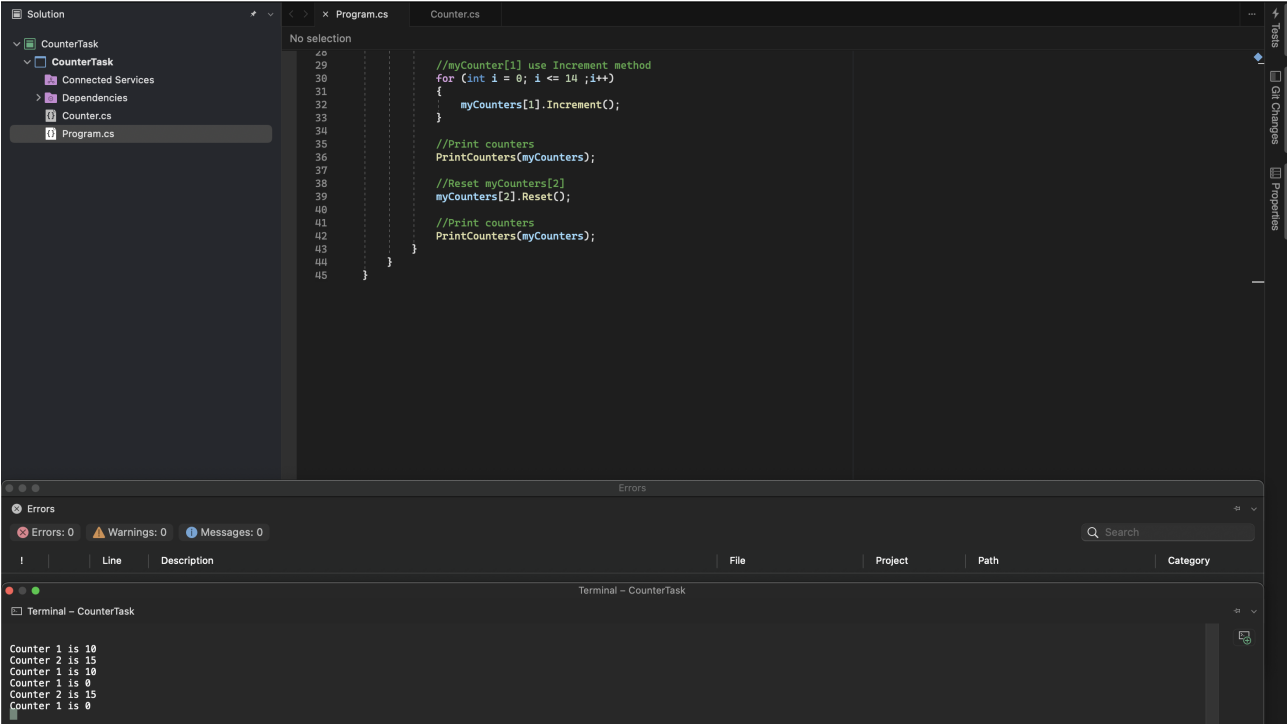 Solution
CounterTask
CounterTask
Connected Services
Dependencies
Counter.cs
Program.cs
Program.cs
Counter.cs
No selection
28
29 //myCounter[1] use Increment method
30 for (int i = 0; i <= 14 ;i++)
31 {
32 myCounters[1].Increment();
33 }
34
35 //Print counters
36 PrintCounters(myCounters);
37
38 //Reset myCounters[2]
39 myCounters[2].Reset();
40
41 //Print counters
42 PrintCounters(myCounters);
43 }
44 }
45 }
Tests
Git Changes
Properties
Errors
Errors
Errors: 0 Warnings: 0 Messages: 0 Search
! Line Description File Project Path Category
Terminal – CounterTask
Terminal – CounterTask
Counter 1 is 10
Counter 2 is 15
Counter 1 is 10
Counter 1 is 0
Counter 2 is 15
Counter 1 is 0